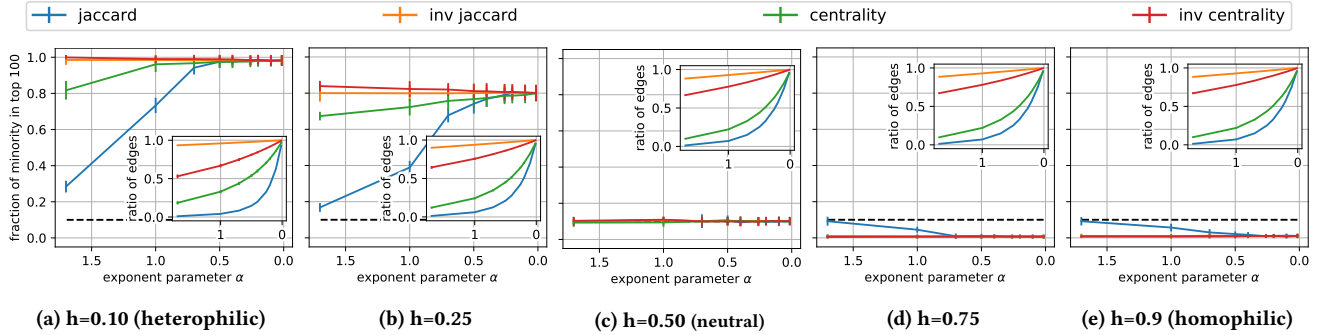 jaccard inv jaccard centrality inv centrality
fraction of minority in top 100
1.0
0.8
0.6
0.4
0.2
0.0
1.5 1.0 0.5 0.0
exponent parameter α
ratio of edges
1.0
0.5
0.0
1 0
(a) h=0.10 (heterophilic)
1.5 1.0 0.5 0.0
exponent parameter α
ratio of edges
1.0
0.5
0.0
1 0
(b) h=0.25
ratio of edges
1.0
0.5
0.0
1 0
1.5 1.0 0.5 0.0
exponent parameter α
(c) h=0.50 (neutral)
ratio of edges
1.0
0.5
0.0
1 0
1.5 1.0 0.5 0.0
exponent parameter α
(d) h=0.75
ratio of edges
1.0
0.5
0.0
1 0
1.5 1.0 0.5 0.0
exponent parameter α
(e) h=0.9 (homophilic)